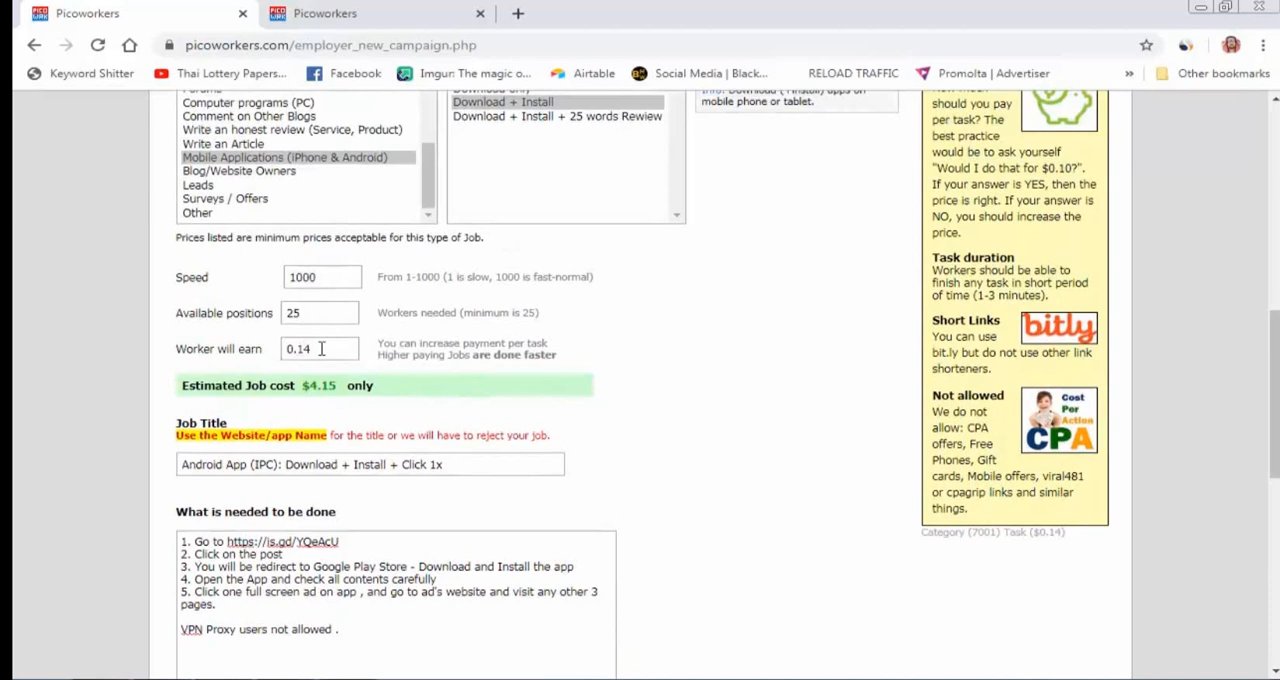 Picoworkers
Picoworkers
picoworkers.com/employer_new_campaign.php
Keyword Shitter
Thai Lottery Papers...
Facebook
Imgur: The magic o...
Airtable
Social Media | Black...
RELOAD TRAFFIC
Promolta | Advertiser
Other bookmarks
Computer programs (PC)
Comment on Other Blogs
Write an honest review (Service, Product)
Write an Article
Mobile Applications (iPhone & Android)
Blog/Website Owners
Leads
Surveys / Offers
Other
Download + Install
Download + Install + 25 words Rewiew
mobile phone or tablet.
Prices listed are minimum prices acceptable for this type of Job.
Speed
1000
From 1-1000 (1 is slow, 1000 is fast-normal)
Available positions
25
Workers needed (minimum is 25)
Worker will earn
0.14
You can increase payment per task
Higher paying Jobs are done faster
Estimated Job cost $4.15 only
Job Title
Use the Website/app Name for the title or we will have to reject your job.
Android App (IPC): Download + Install + Click 1x
What is needed to be done
1. Go to https://is.gd/YQeAcU
2. Click on the post
3. You will be redirect to Google Play Store - Download and Install the app
4. Open the App and check all contents carefully
5. Click one full screen ad on app , and go to ad's website and visit any other 3
pages.
VPN Proxy users not allowed .
should you pay
per task? The
best practice
would be to ask yourself
"Would I do that for $0.10?".
If your answer is YES, then the
price is right. If your answer is
NO, you should increase the
price.
Task duration
Workers should be able to
finish any task in short period
of time (1-3 minutes).
Short Links
You can use
bit.ly but do not use other link
shorteners.
bitly
Not allowed
We do not
allow: CPA
offers, Free
Phones, Gift
cards, Mobile offers, viral481
or cpagrip links and similar
things.
Cost
Per
Action
CPA
Category (7001) Task ($0.14)